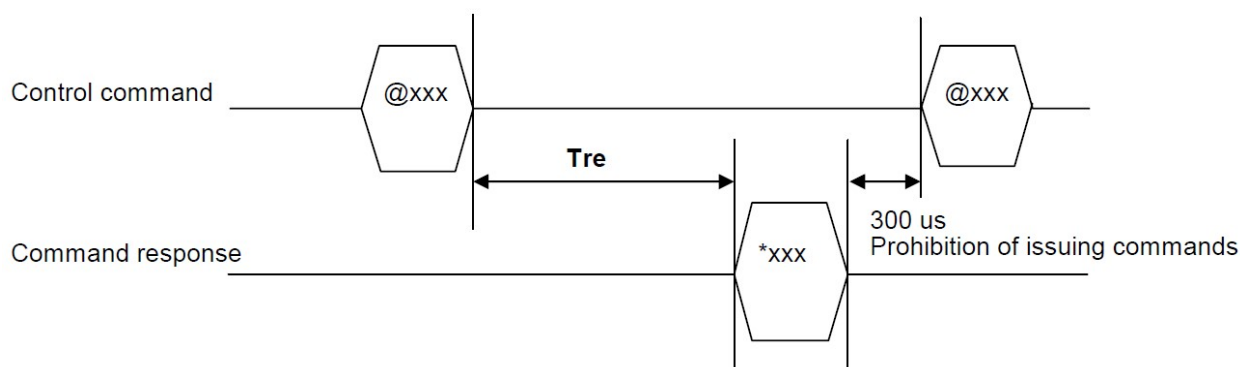 Control command
@xxx
@xxx
Tre
300 us
Prohibition of issuing commands
Command response
*xxx